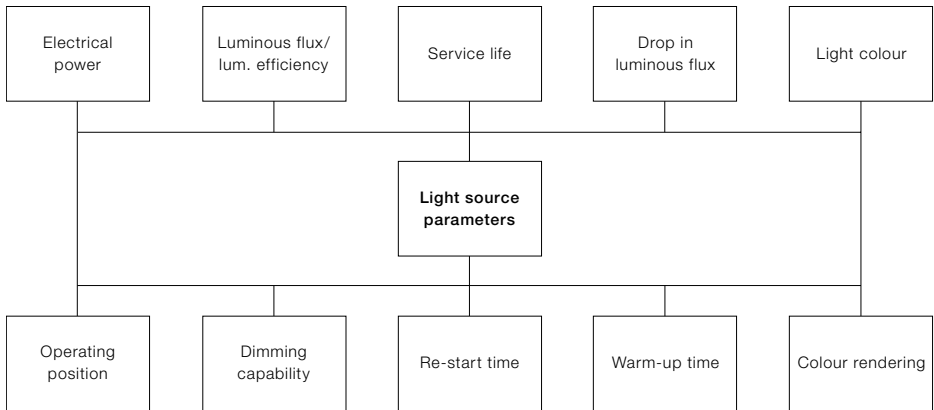 Electrical
power
Luminous flux/
lum. efficiency
Service life
Drop in
luminous flux
Light colour
Light source
parameters
Operating
position
Dimming
capability
Re-start time
Warm-up time
Colour rendering